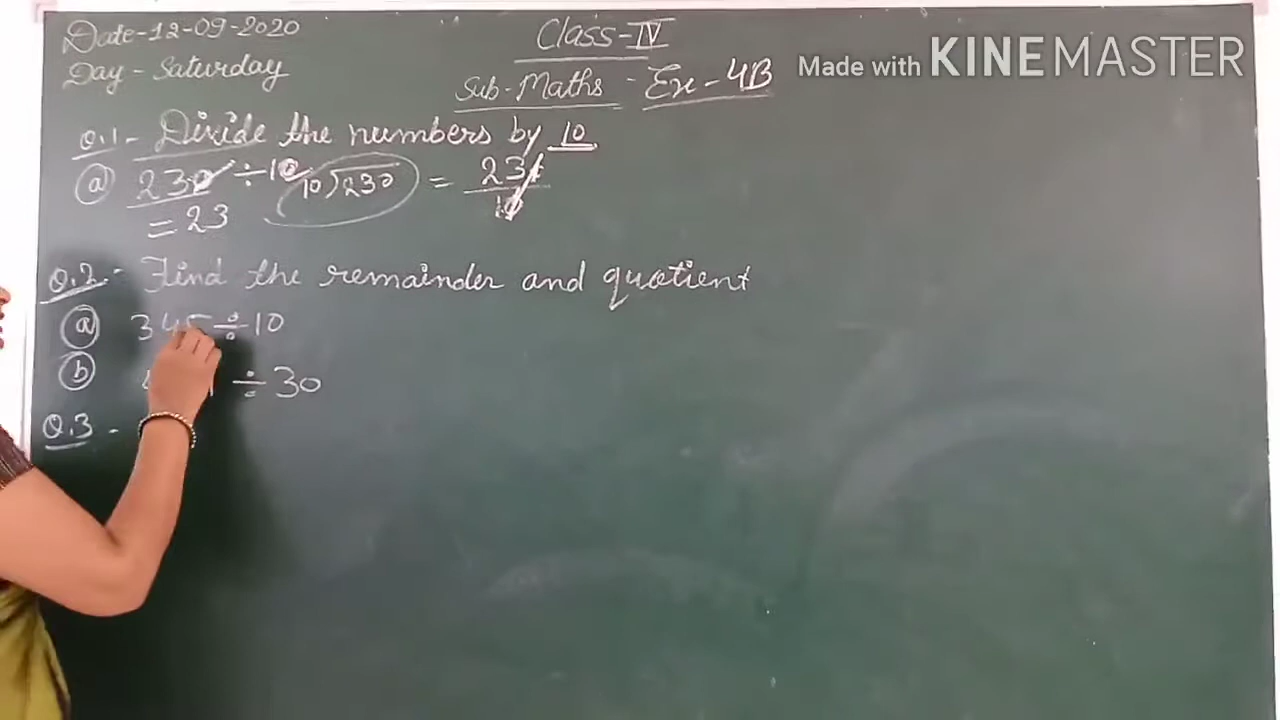 Date-12-09-2020
Class-IV
Day - Saturday
Sub-Maths - Ex-4B
Made with KINEMASTER
Q.1- Divide the numbers by 10
(a) 230 ÷ 10 10)230 = 230/10
= 23
Q.2- Find the remainder and quotient
(a) 345 ÷ 10
(b) ÷ 30
Q.3 -